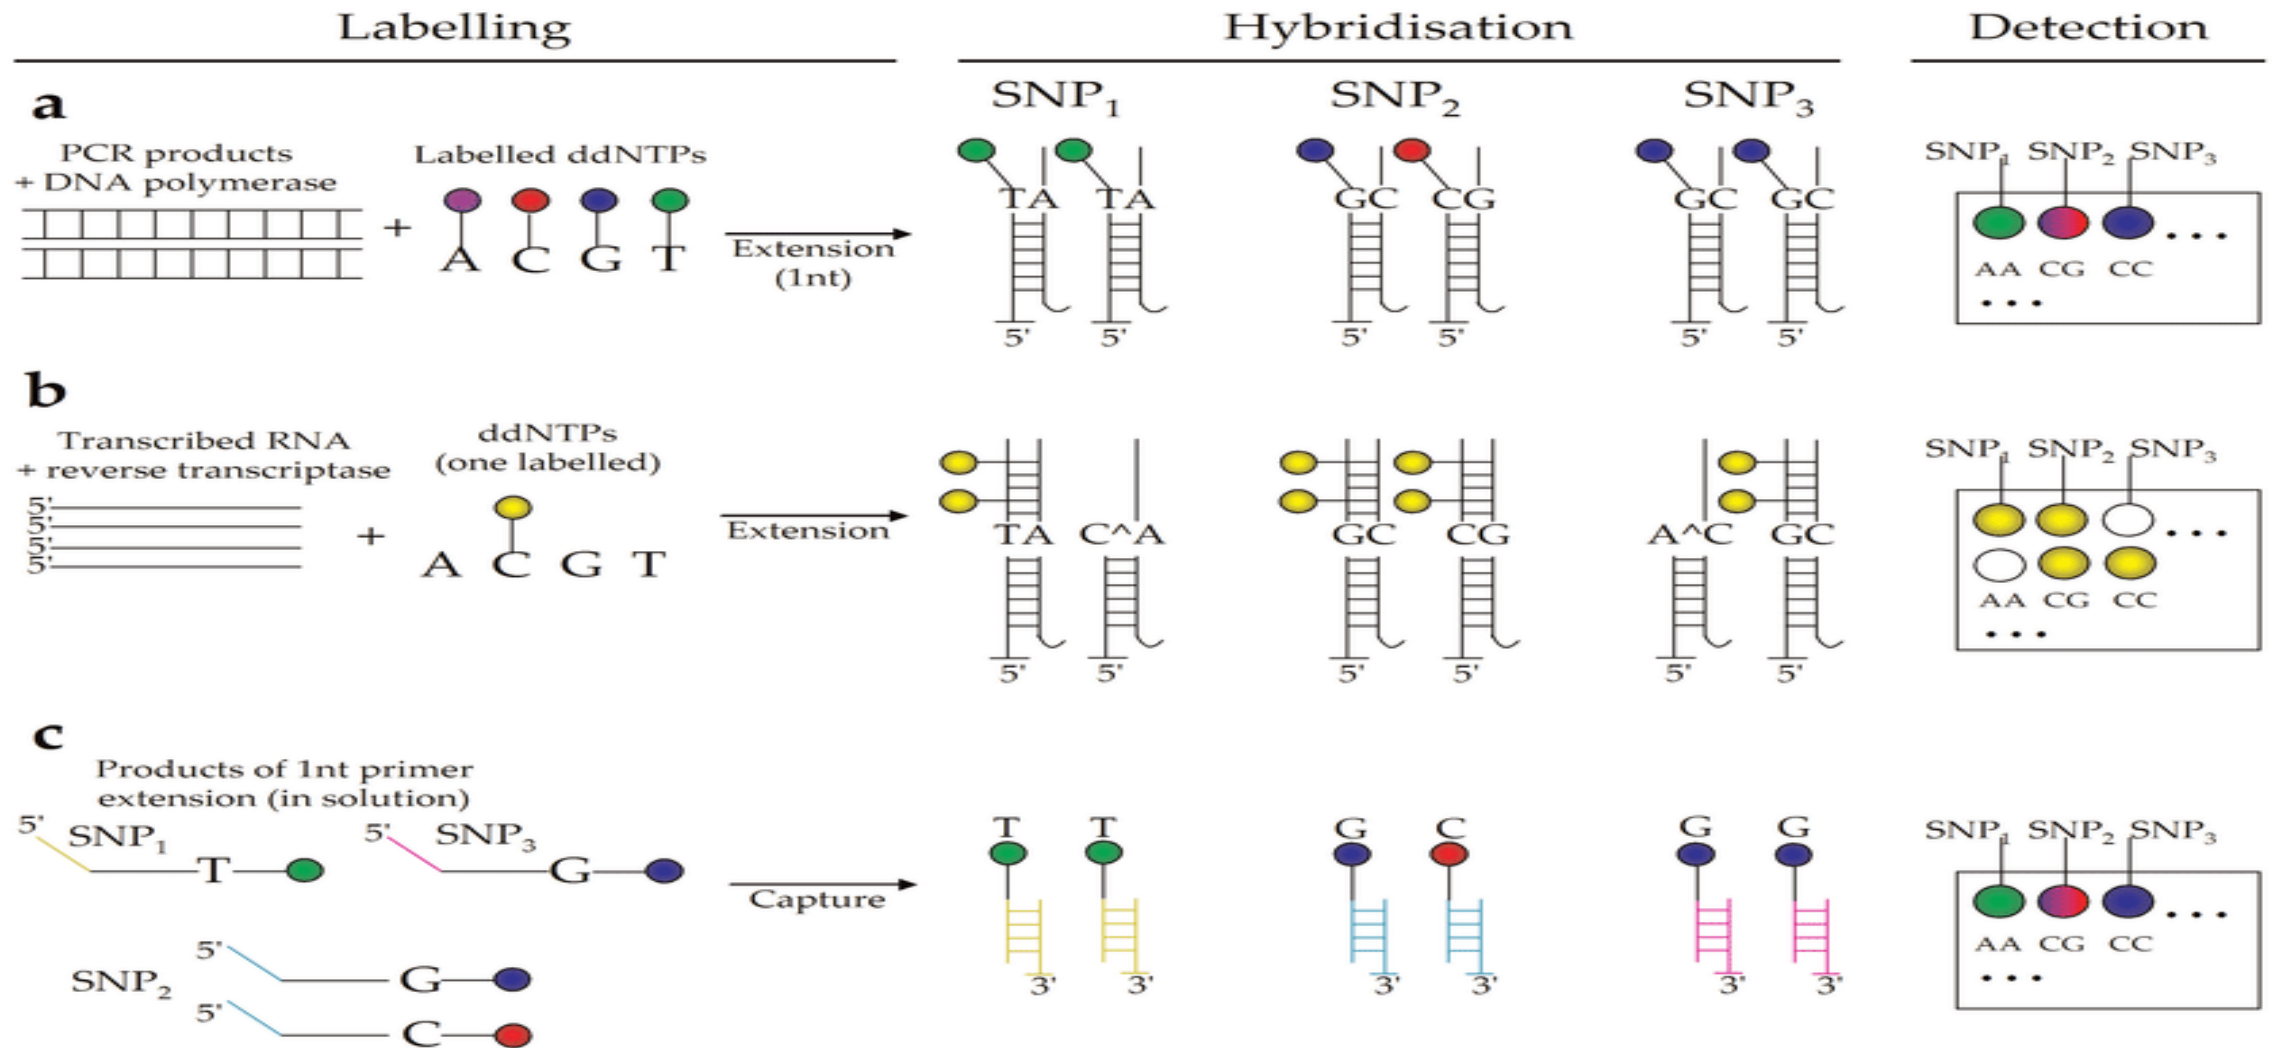 Labelling
Hybridisation
Detection
a
SNP₁ SNP₂ SNP₃
PCR products
+ DNA polymerase
+
Labelled ddNTPs
A C G T
Extension
(1nt)
TA TA GC CG GC GC
5' 5' 5' 5' 5' 5'
SNP₁ SNP₂ SNP₃
AA CG CC
b
Transcribed RNA
+ reverse transcriptase
5'
5'
5'
5'
+
ddNTPs
(one labelled)
A C G T
Extension
TA C^A GC CG A^C GC
5' 5' 5' 5' 5' 5'
SNP₁ SNP₂ SNP₃
AA CG CC
c
Products of 1nt primer
extension (in solution)
5' SNP₁ T
5' SNP₃ G
SNP₂
5' G
5' C
Capture
T T G C G G
3' 3' 3' 3' 3' 3'
SNP₁ SNP₂ SNP₃
AA CG CC